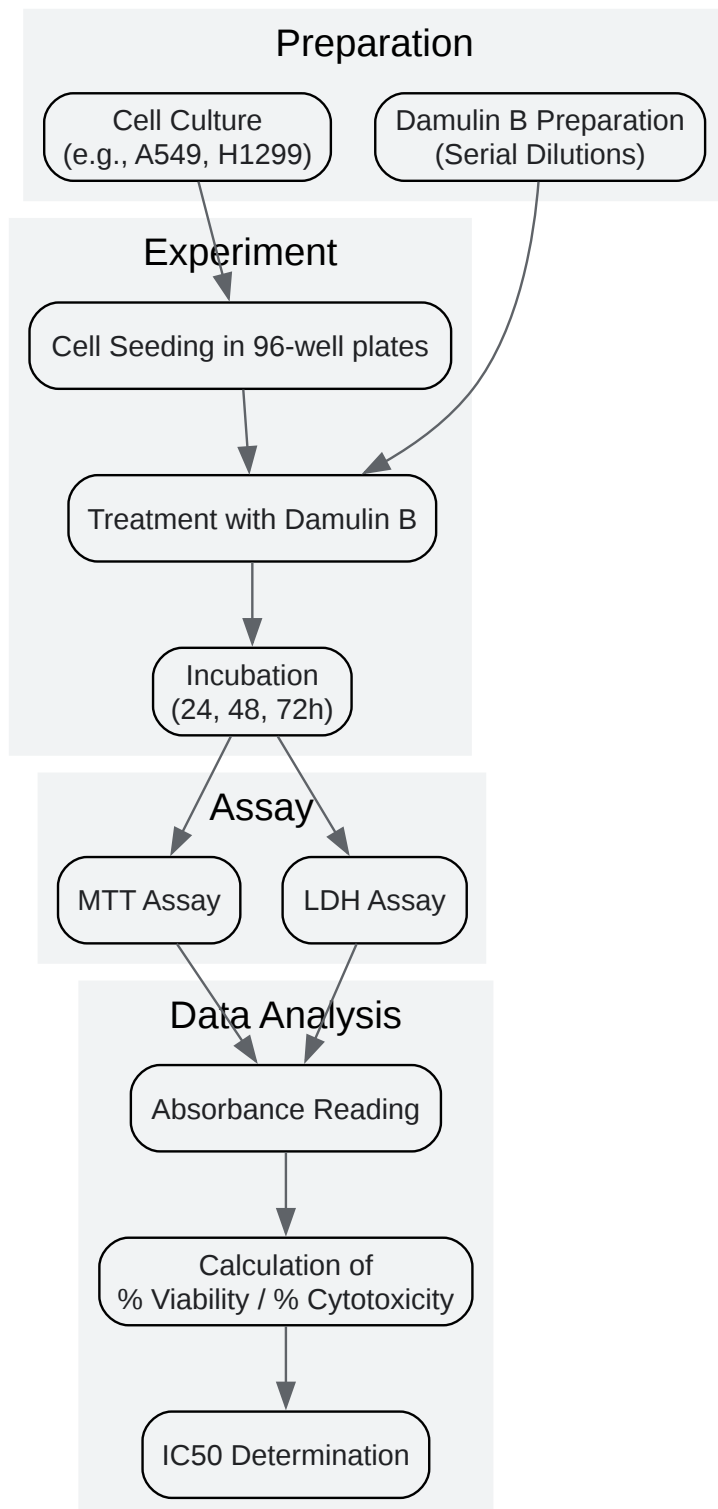 Preparation
Cell Culture
(e.g., A549, H1299)
Damulin B Preparation
(Serial Dilutions)
Experiment
Cell Seeding in 96-well plates
Treatment with Damulin B
Incubation
(24, 48, 72h)
Assay
MTT Assay
LDH Assay
Data Analysis
Absorbance Reading
Calculation of
% Viability / % Cytotoxicity
IC50 Determination